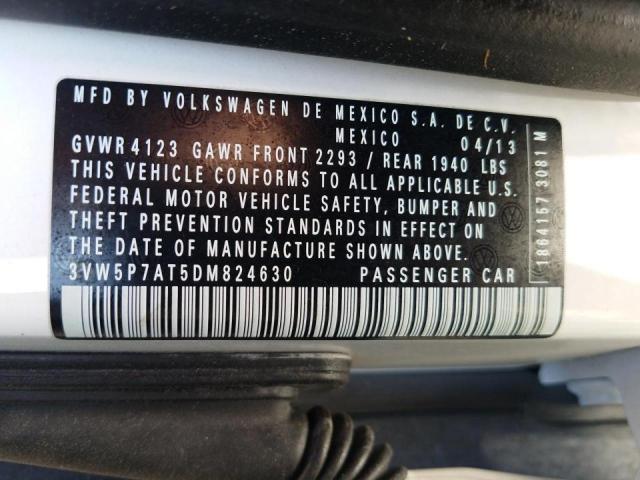 MFD BY VOLKSWAGEN DE MEXICO S.A. DE C.V.
MEXICO 04/13
GVWR 4123 GAWR FRONT 2293 / REAR 1940 LBS
THIS VEHICLE CONFORMS TO ALL APPLICABLE U.S.
FEDERAL MOTOR VEHICLE SAFETY, BUMPER AND
THEFT PREVENTION STANDARDS IN EFFECT ON
THE DATE OF MANUFACTURE SHOWN ABOVE.
3VW5P7AT5DM824630 PASSENGER CAR
1864157 3081 M